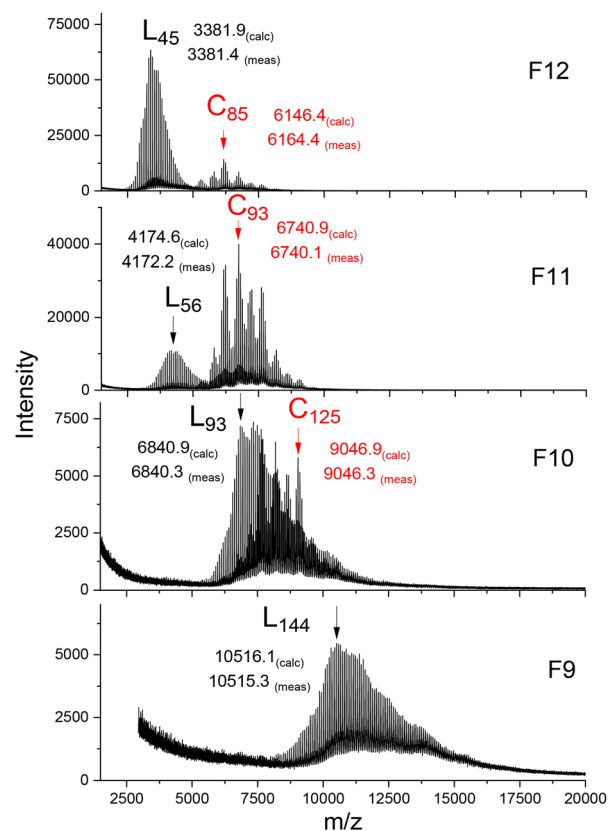 75000
50000
25000
0
L45
3381.9(calc)
3381.4 (meas)
C85
6146.4(calc)
6164.4 (meas)
F12
40000
20000
0
4174.6(calc)
4172.2 (meas)
L56
C93
6740.9(calc)
6740.1 (meas)
F11
Intensity
7500
5000
2500
0
L93
6840.9(calc)
6840.3 (meas)
C125
9046.9(calc)
9046.3 (meas)
F10
5000
2500
0
L144
10516.1(calc)
10515.3 (meas)
F9
2500 5000 7500 10000 12500 15000 17500 20000
m/z